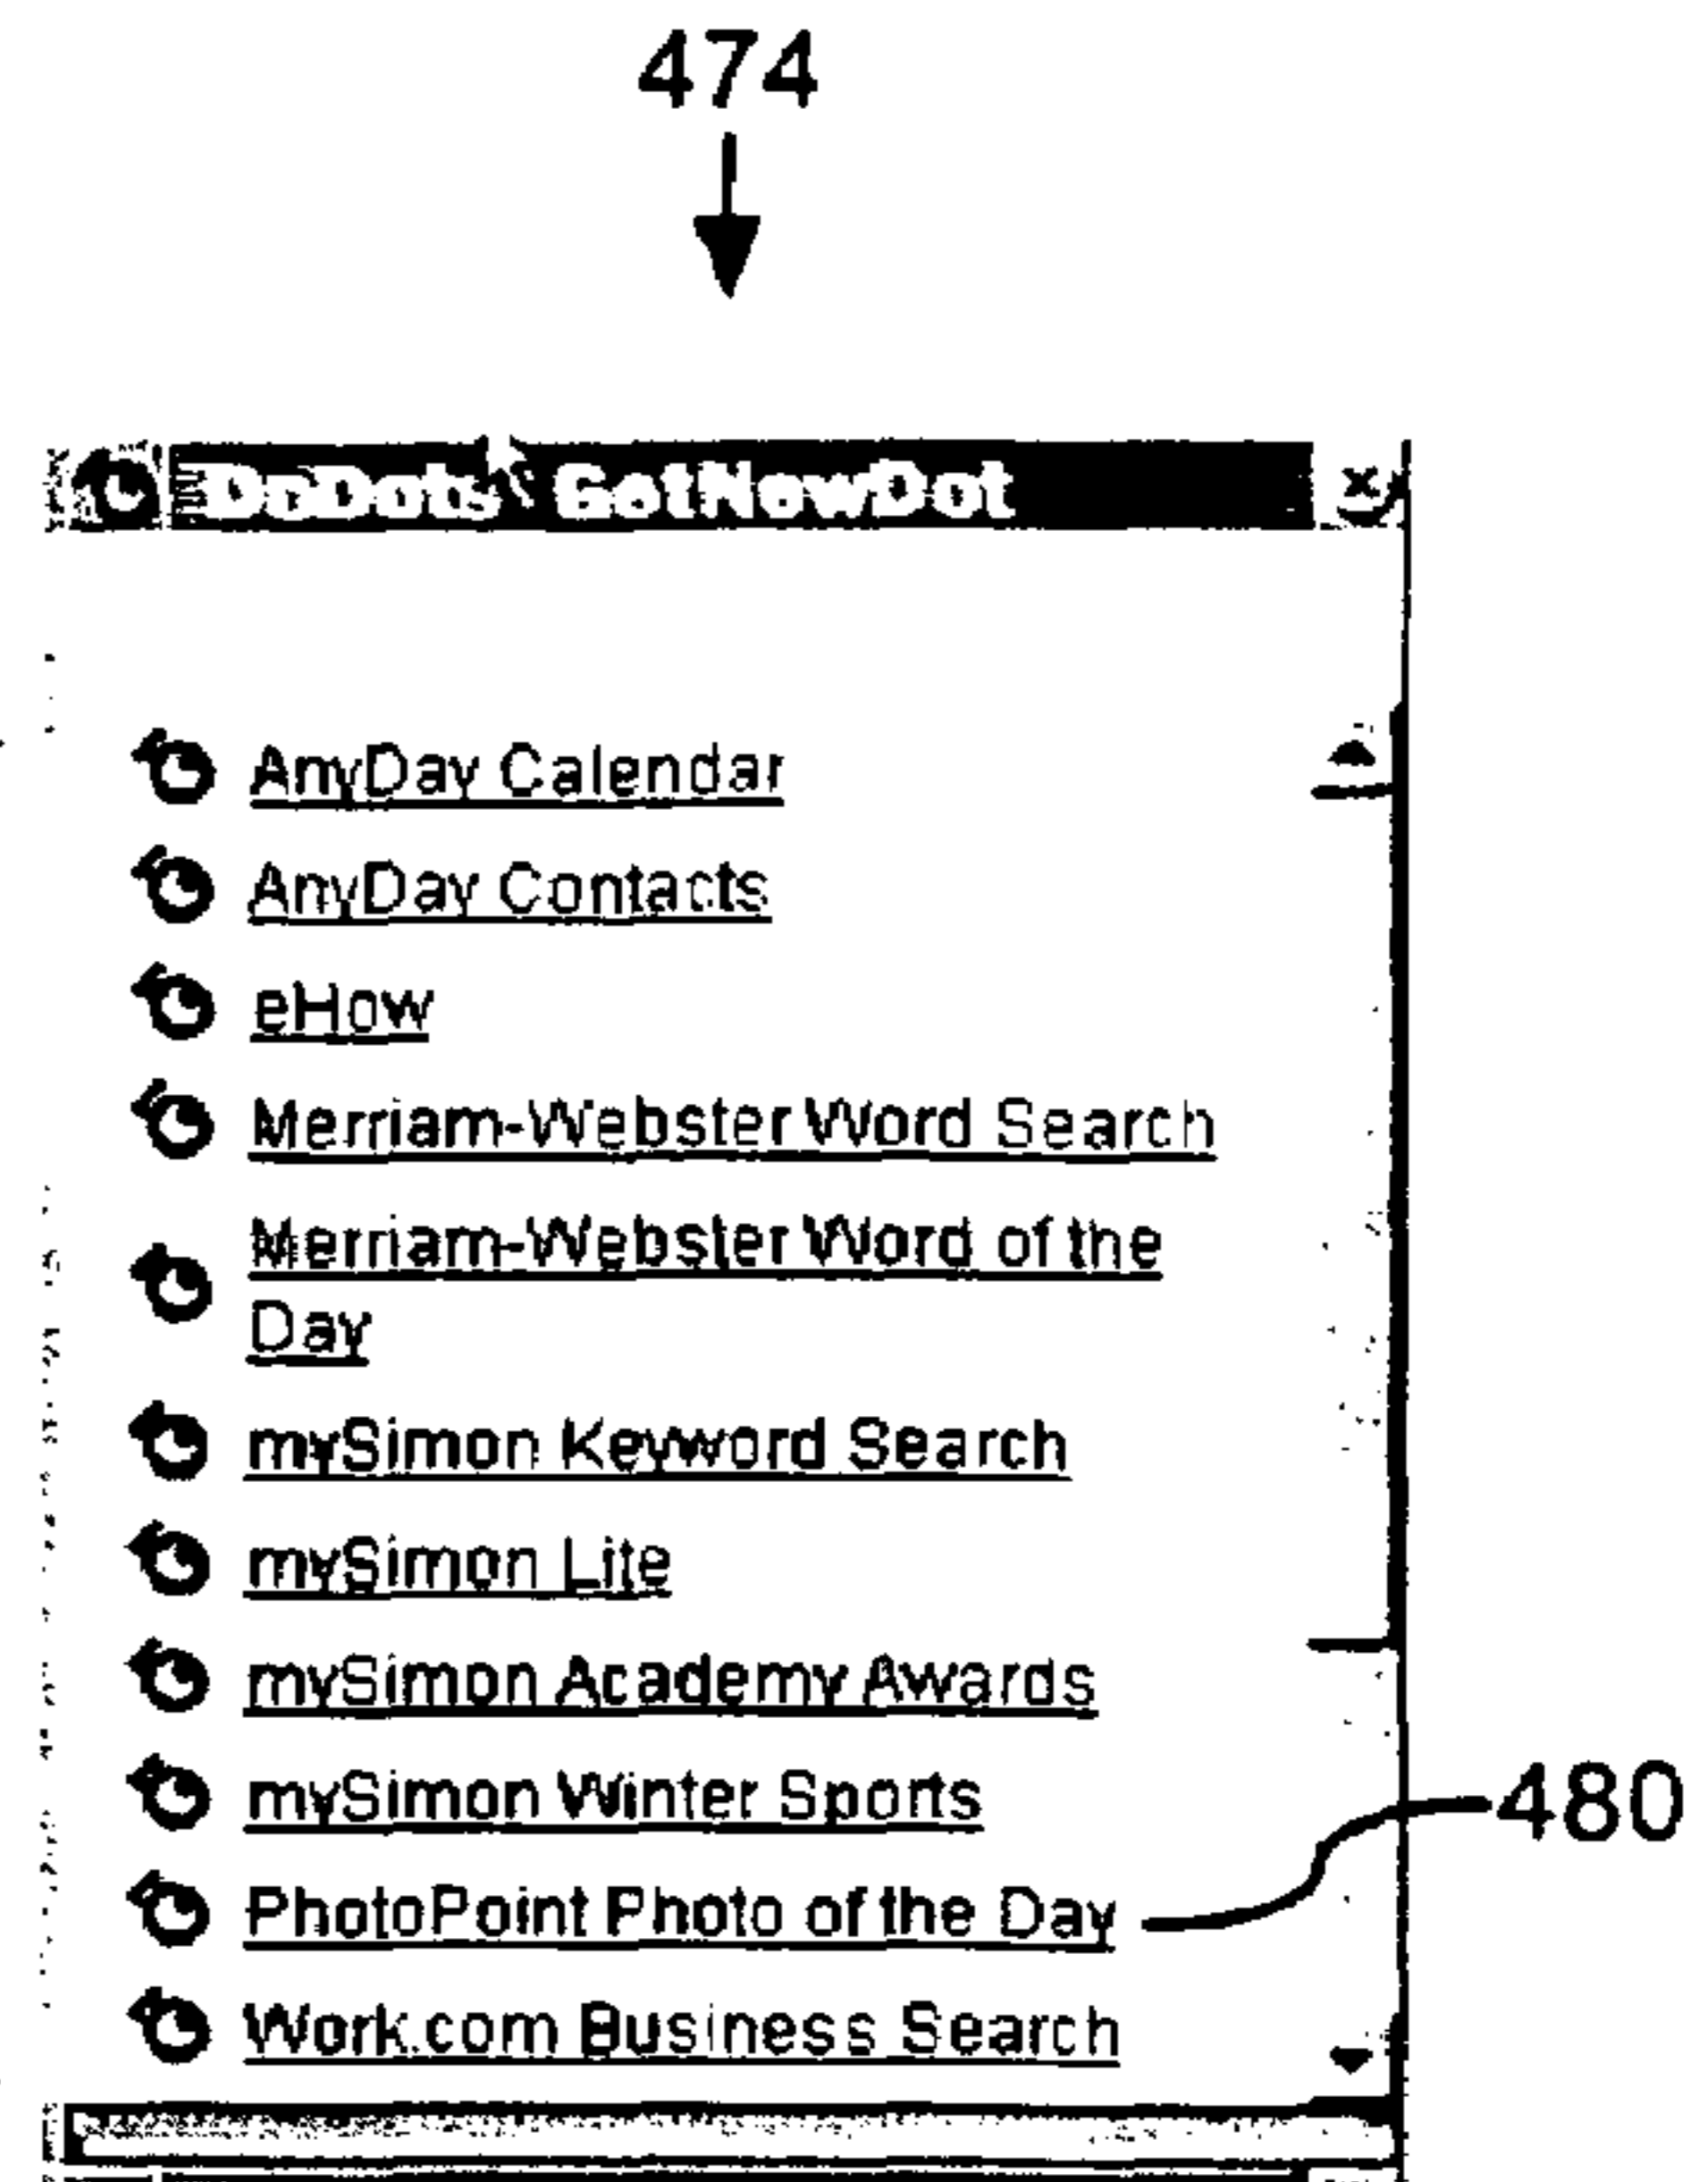 474
DoDots \ GetNewDot
AnyDay Calendar
AnyDay Contacts
eHow
Merriam-Webster Word Search
Merriam-Webster Word of the
Day
mySimon Keyword Search
mySimon Lite
mySimon Academy Awards
mySimon Winter Sports
480
PhotoPoint Photo of the Day
Work.com Business Search